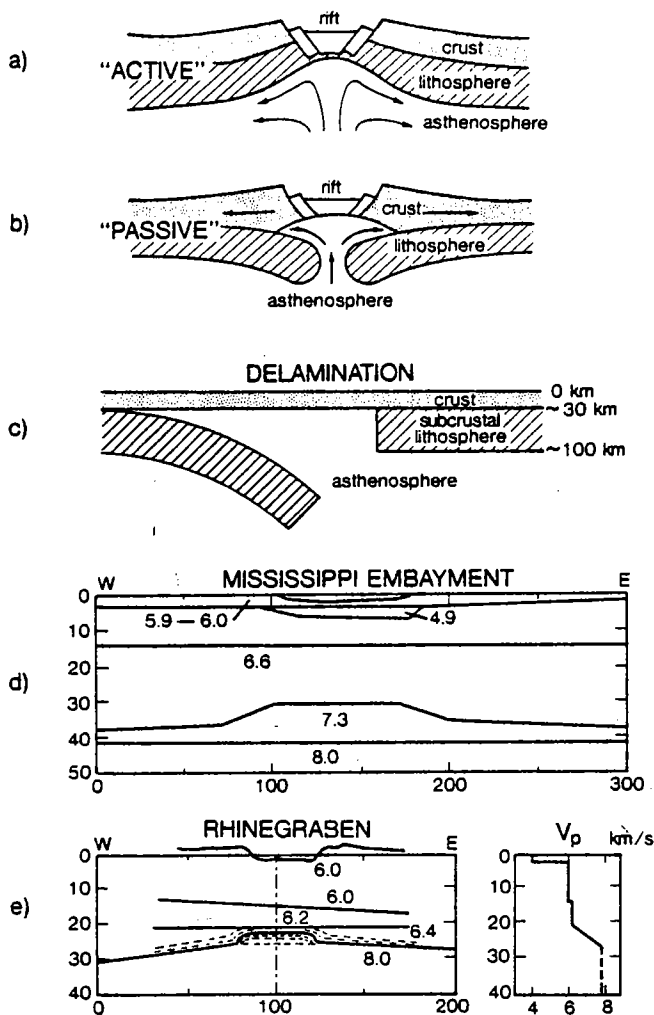 a)
rift
crust
"ACTIVE"
lithosphere
asthenosphere
b)
rift
crust
"PASSIVE"
lithosphere
asthenosphere
DELAMINATION
0 km
crust
~ 30 km
c)
subcrustal
lithosphere
~ 100 km
asthenosphere
W MISSISSIPPI EMBAYMENT E
0
5.9 — 6.0 4.9
10
6.6
20
d)
30
7.3
40
8.0
50
0 100 200 300
W RHINEGRABEN E
Vp km/s
0 0
6.0
10 6.0 10
e)
6.2
20 6.4 20
8.0
30 30
40 40
0 100 200 4 6 8